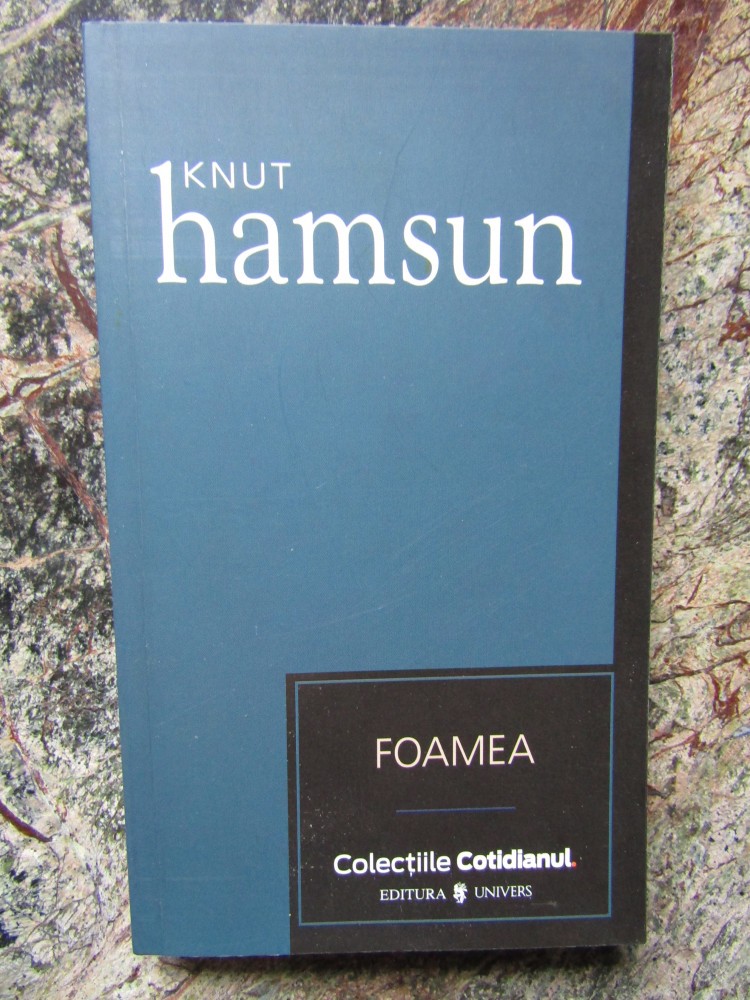 KNUT
hamsun
FOAMEA
Colecțiile Cotidianul.
EDITURA UNIVERS